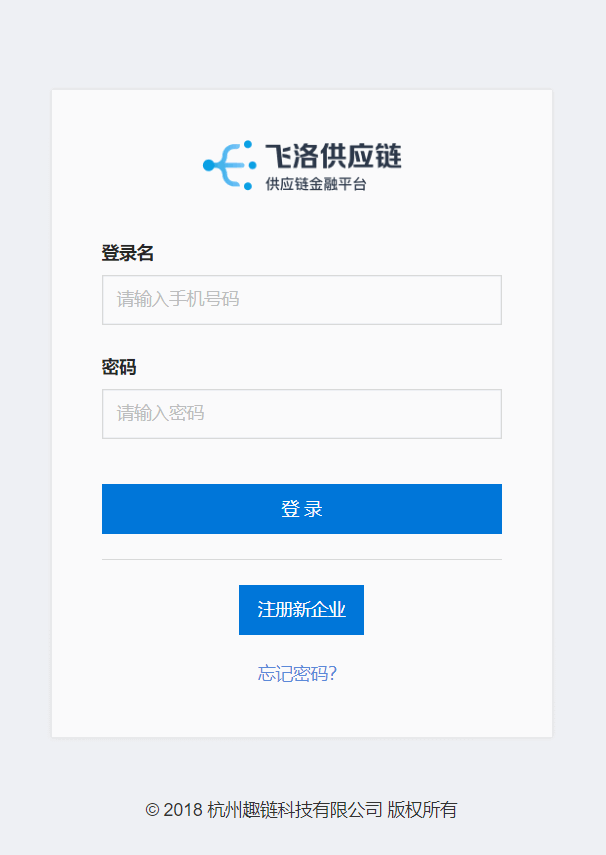 飞洛供应链
供应链金融平台
登录名
请输入手机号码
密码
请输入密码
登 录
注册新企业
忘记密码?
© 2018 杭州趣链科技有限公司 版权所有